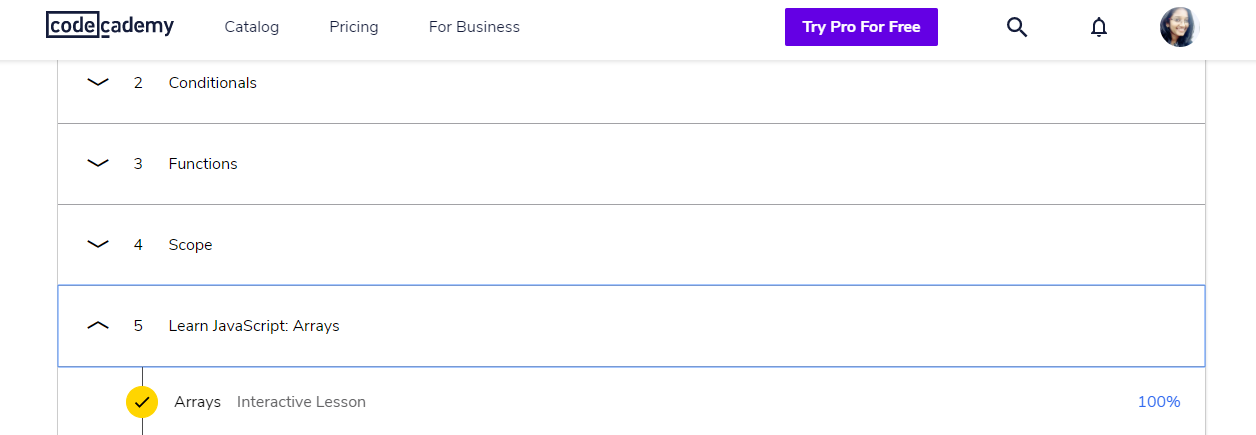 codecademy Catalog Pricing For Business Try Pro For Free
2 Conditionals
3 Functions
4 Scope
5 Learn JavaScript: Arrays
Arrays Interactive Lesson 100%